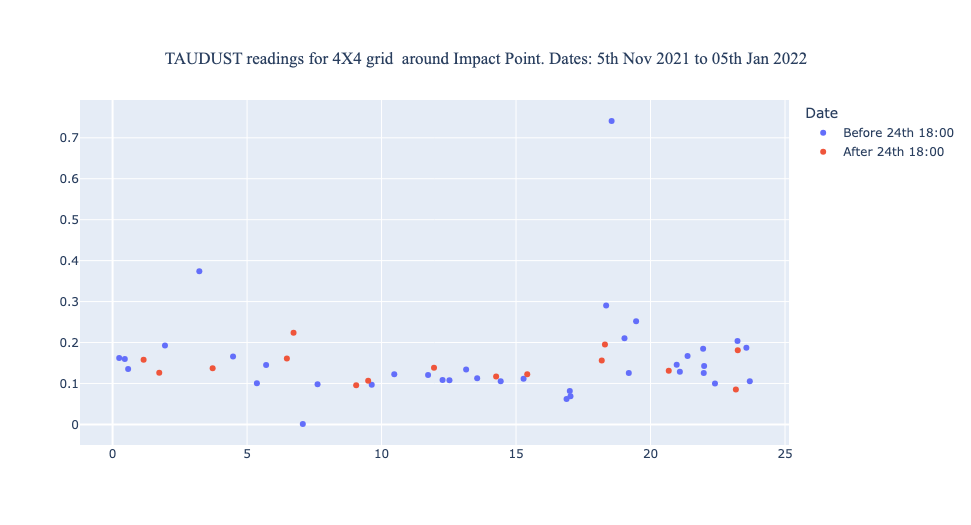 TAUDUST readings for 4X4 grid  around Impact Point. Dates: 5th Nov 2021 to 05th Jan 2022
Date
Before 24th 18:00
After 24th 18:00
0.7
0.6
0.5
0.4
0.3
0.2
0.1
0
0 5 10 15 20 25